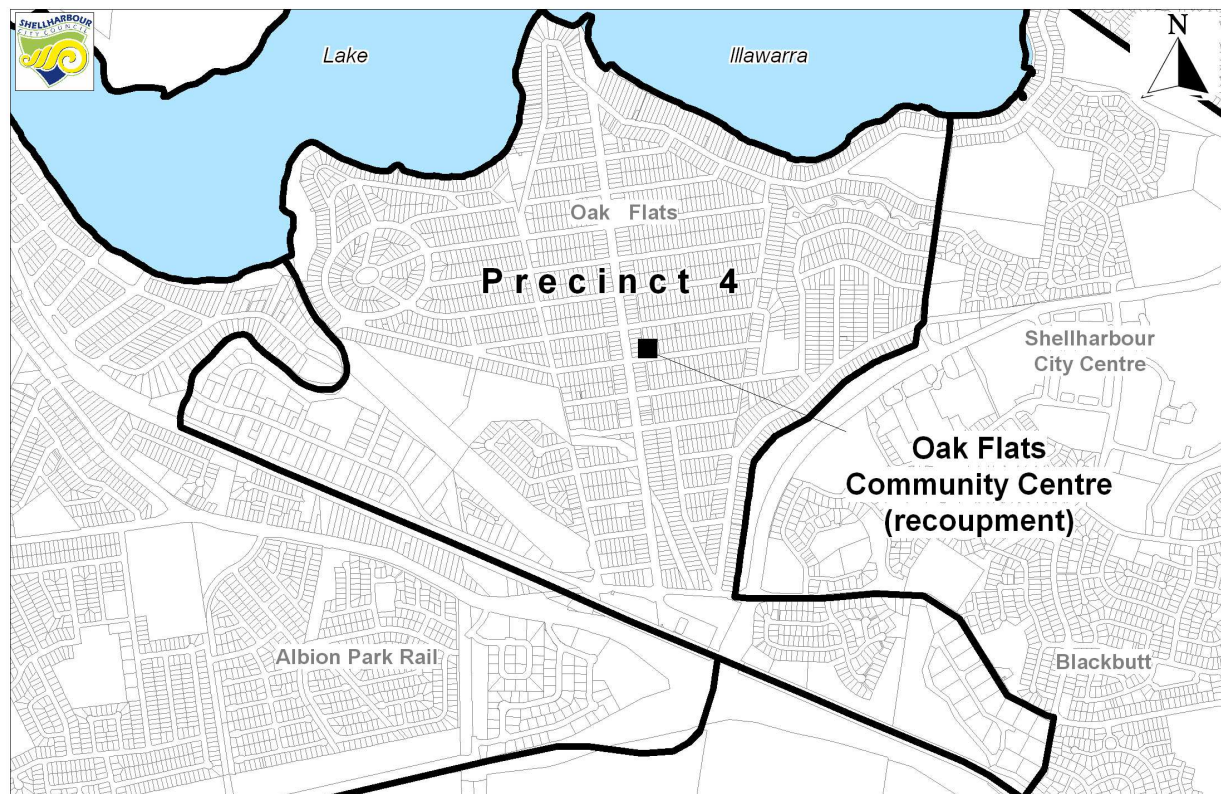 SHELLHARBOUR
CITY COUNCIL
Lake
Illawarra
N
Oak Flats
Precinct 4
Shellharbour
City Centre
Oak Flats
Community Centre
(recoupment)
Albion Park Rail
Blackbutt